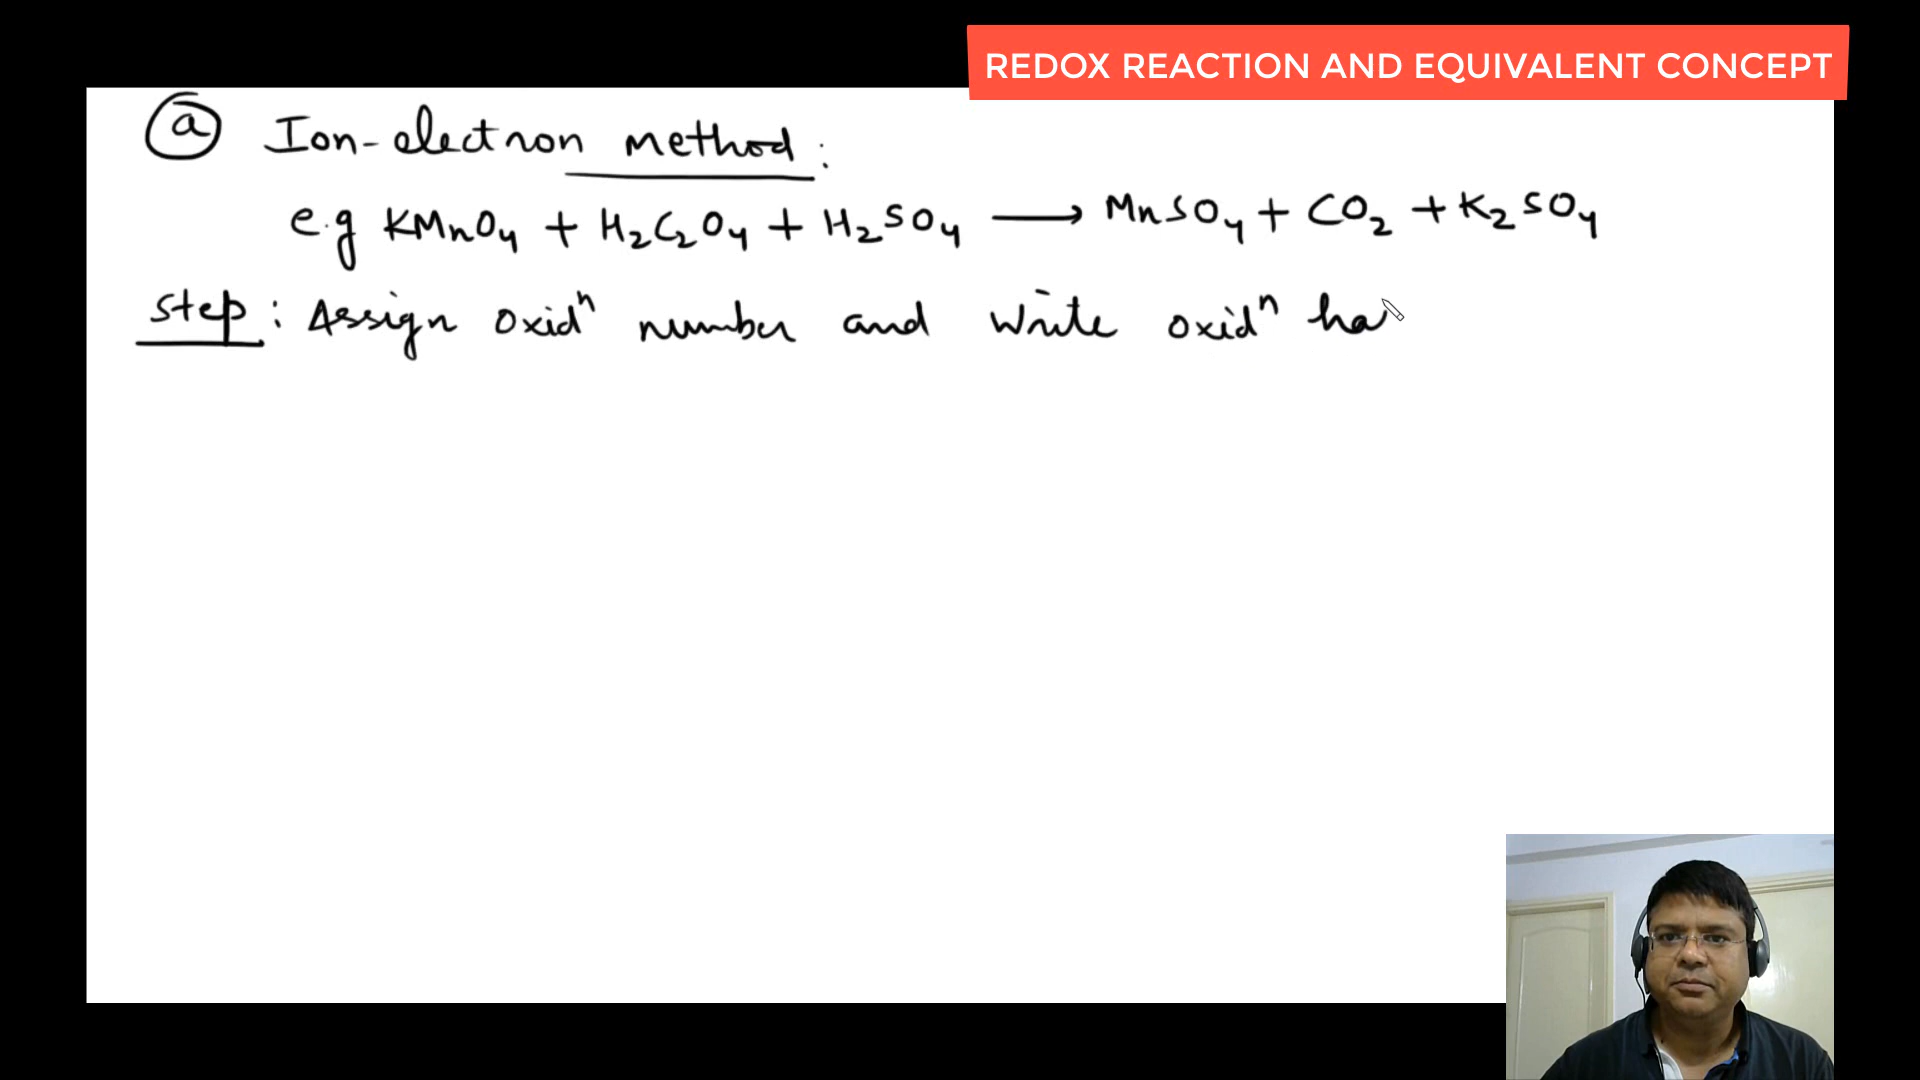 REDOX REACTION AND EQUIVALENT CONCEPT
ⓐ Ion-electron method:
e.g KMnO₄ + H₂C₂O₄ + H₂SO₄ ⟶ MnSO₄ + CO₂ + K₂SO₄
Step: Assign oxidⁿ number and write oxidⁿ ha